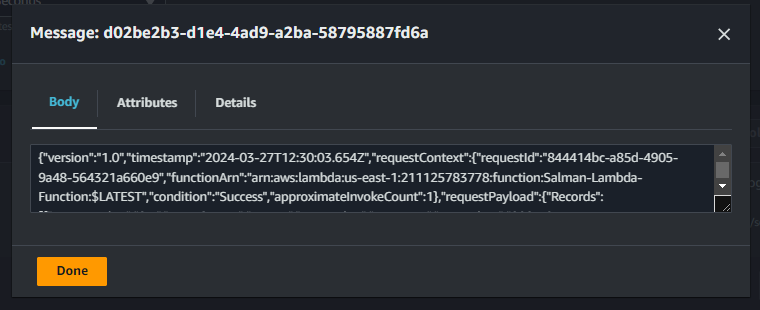 Message: d02be2b3-d1e4-4ad9-a2ba-58795887fd6a
Body
Attributes
Details
{"version":"1.0","timestamp":"2024-03-27T12:30:03.654Z","requestContext":{"requestId":"844414bc-a85d-4905-
9a48-564321a660e9","functionArn":"arn:aws:lambda:us-east-1:211125783778:function:Salman-Lambda-
Function:$LATEST","condition":"Success","approximateInvokeCount":1},"requestPayload":{"Records":
Done